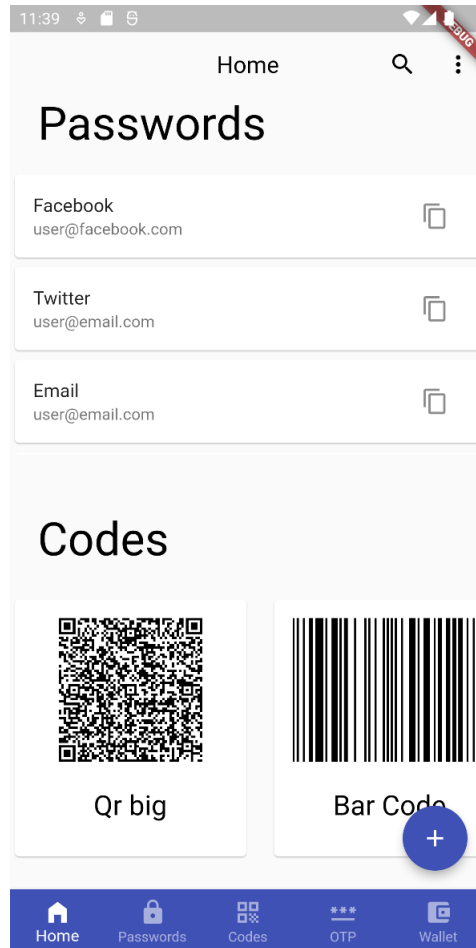 11:39
DEBUG
Home
Passwords
Facebook
user@facebook.com
Twitter
user@email.com
Email
user@email.com
Codes
Qr big
Bar Code
+
***
Home
Passwords
Codes
OTP
Wallet